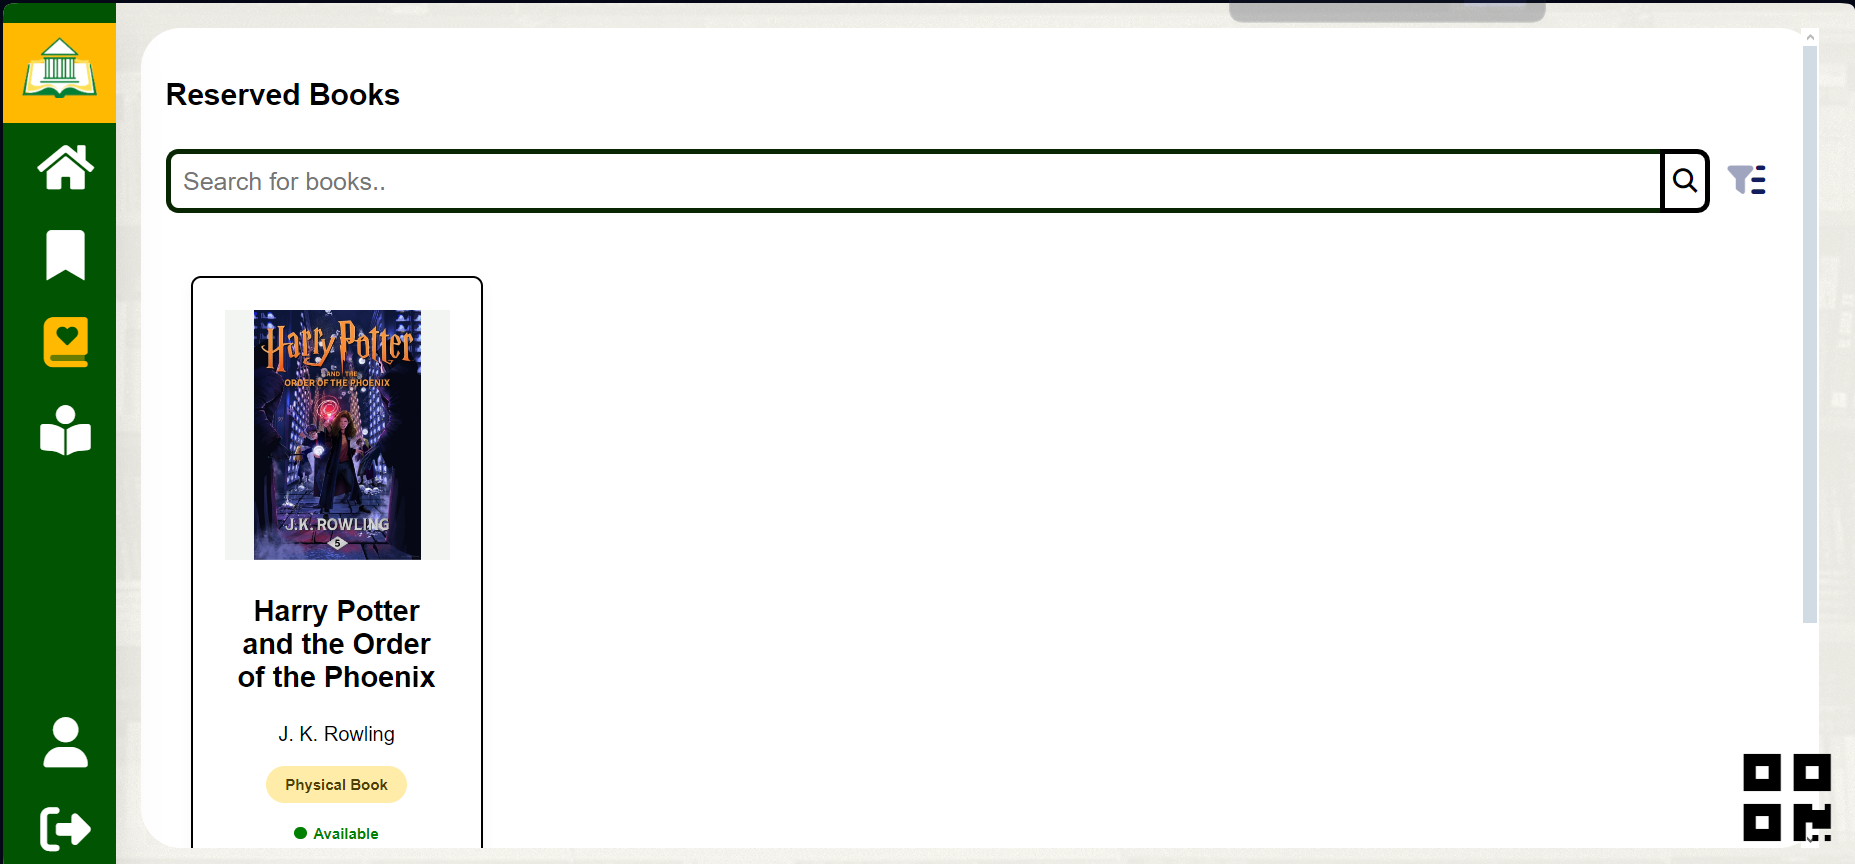 Reserved Books
Search for books..
Harry Potter
AND THE
ORDER OF THE PHOENIX
J.K. ROWLING
5
Harry Potter
and the Order
of the Phoenix
J. K. Rowling
Physical Book
Available